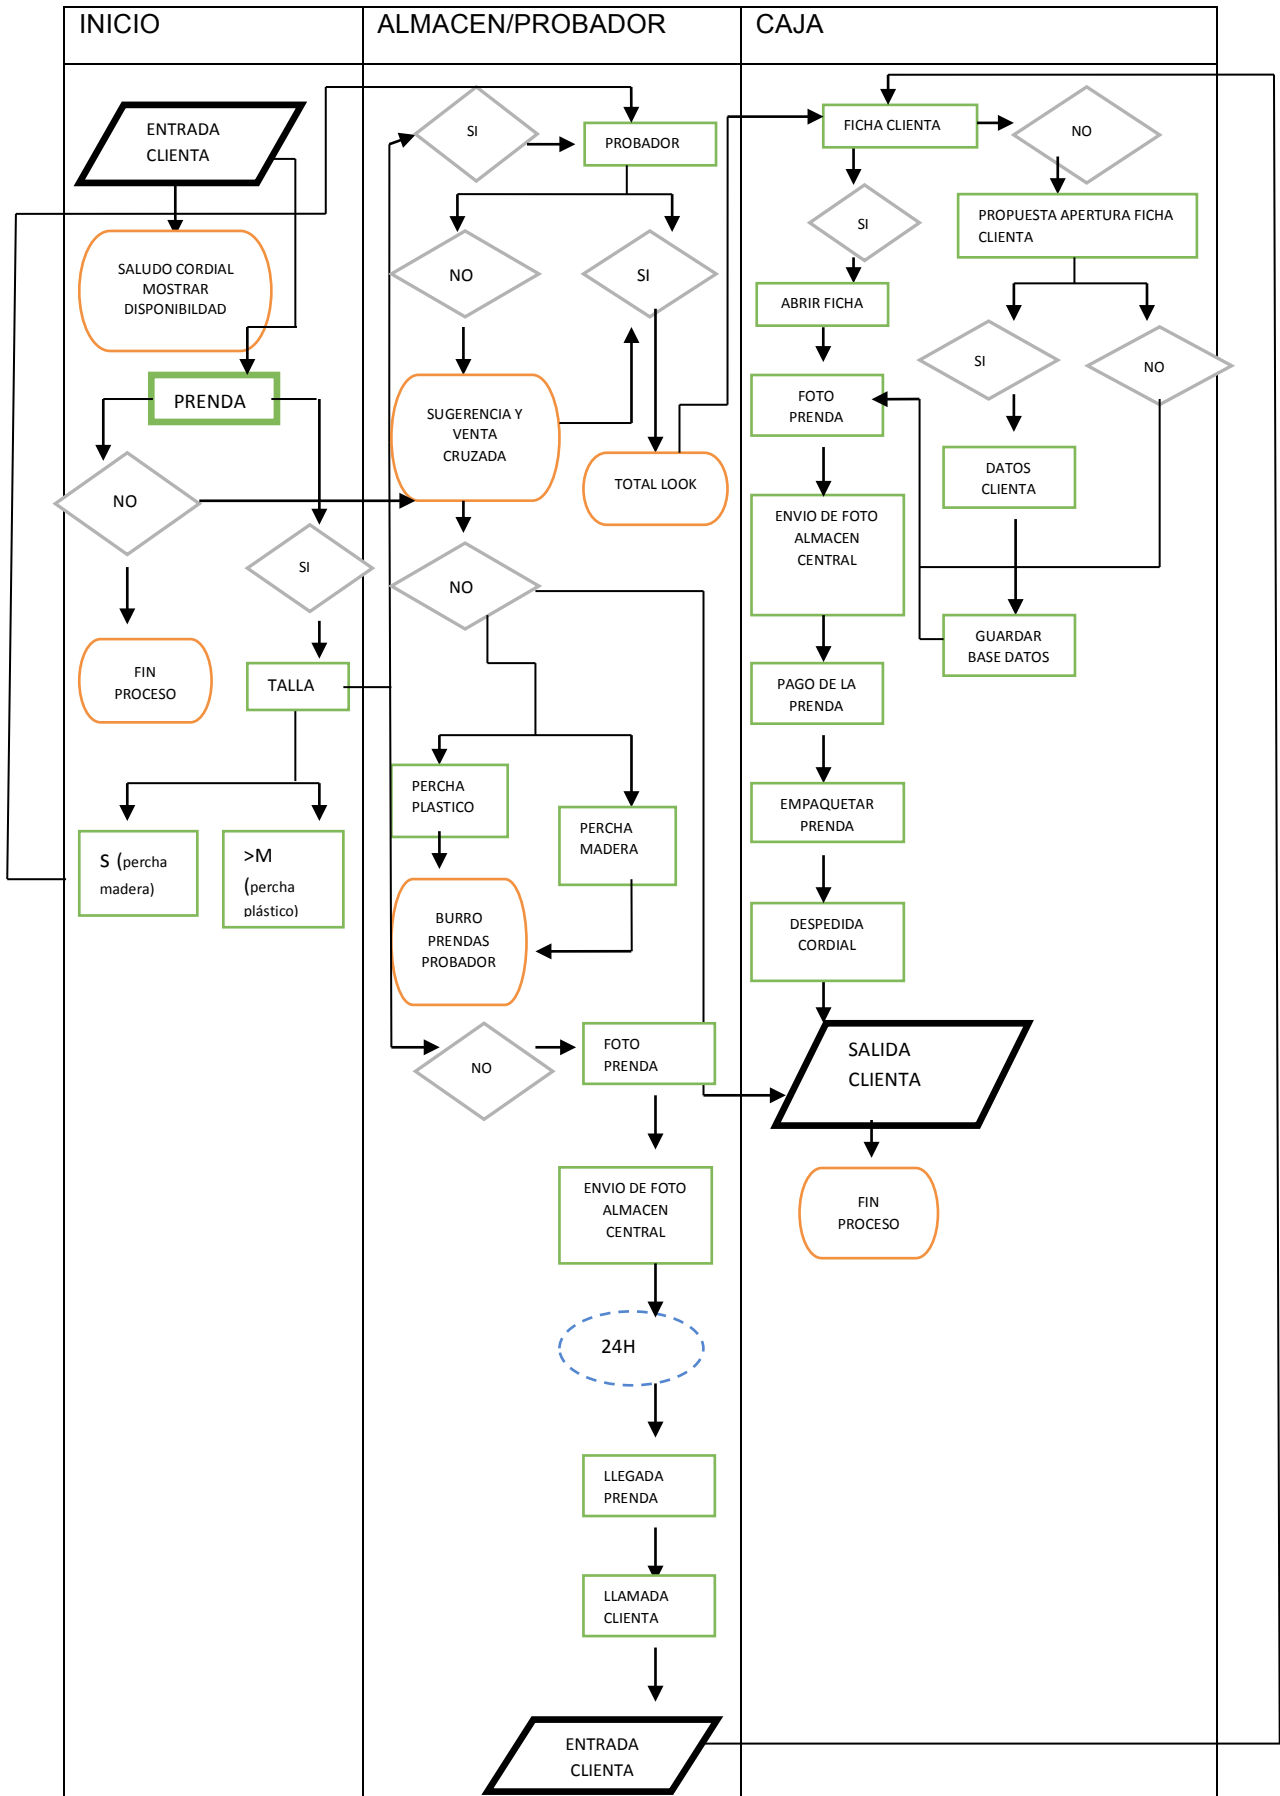 INICIO
ALMACEN/PROBADOR
CAJA
ENTRADA
CLIENTA
SALUDO CORDIAL
MOSTRAR
DISPONIBILDAD
PRENDA
NO
SI
FIN
PROCESO
TALLA
S (percha
madera)
>M
(percha
plástico)
SI
PROBADOR
NO
SI
SUGERENCIA Y
VENTA
CRUZADA
TOTAL LOOK
NO
PERCHA
PLASTICO
PERCHA
MADERA
BURRO
PRENDAS
PROBADOR
NO
FOTO
PRENDA
ENVIO DE FOTO
ALMACEN
CENTRAL
24H
LLEGADA
PRENDA
LLAMADA
CLIENTA
ENTRADA
CLIENTA
FICHA CLIENTA
NO
SI
PROPUESTA APERTURA FICHA
CLIENTA
ABRIR FICHA
SI
NO
FOTO
PRENDA
DATOS
CLIENTA
ENVIO DE FOTO
ALMACEN
CENTRAL
GUARDAR
BASE DATOS
PAGO DE LA
PRENDA
EMPAQUETAR
PRENDA
DESPEDIDA
CORDIAL
SALIDA
CLIENTA
FIN
PROCESO